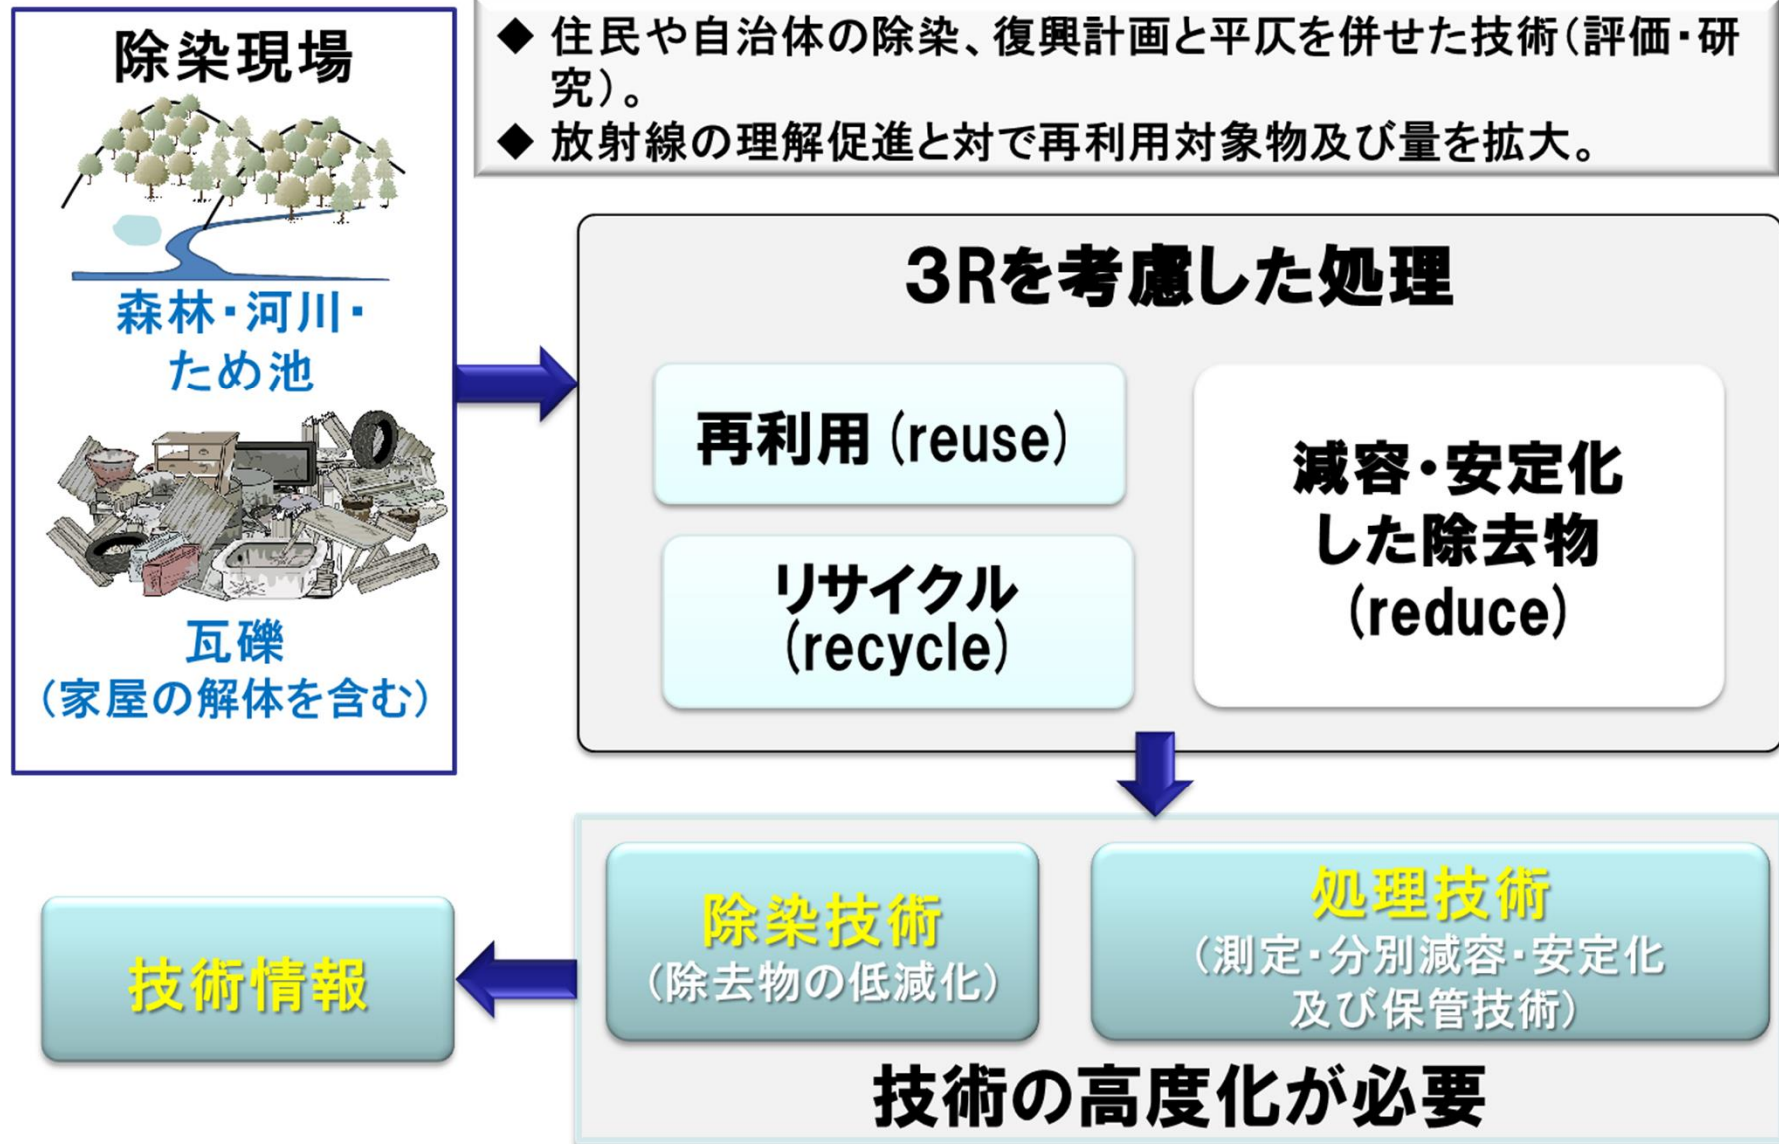 除染現場
森林・河川・
ため池
瓦礫
（家屋の解体を含む）
◆ 住民や自治体の除染、復興計画と平仄を併せた技術（評価・研
究）。
◆ 放射線の理解促進と対で再利用対象物及び量を拡大。
３Rを考慮した処理
再利用（reuse）
リサイクル
（recycle）
減容・安定化
した除去物
（reduce）
除染技術
（除去物の低減化）
処理技術
（測定・分別減容・安定化
及び保管技術）
技術の高度化が必要
技術情報